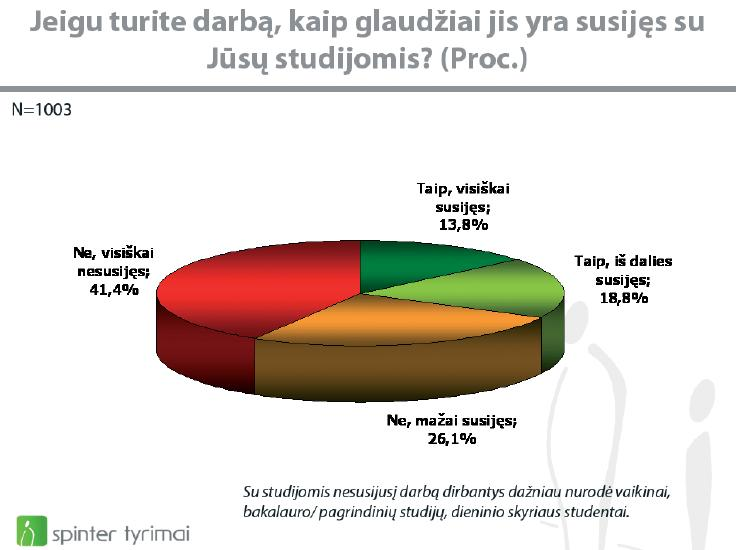 Jeigu turite darbą, kaip glaudžiai jis yra susijęs su
Jūsų studijomis? (Proc.)
N=1003
Taip, visiškai
susijęs;
13,8%
Ne, visiškai
nesusijęs;
41,4%
Taip, iš dalies
susijęs;
18,8%
Ne, mažai susijęs;
26,1%
Su studijomis nesusijusį darbą dirbantys dažniau nurodė vaikinai,
bakalauro/ pagrindinių studijų, dieninio skyriaus studentai.
spinter tyrimai